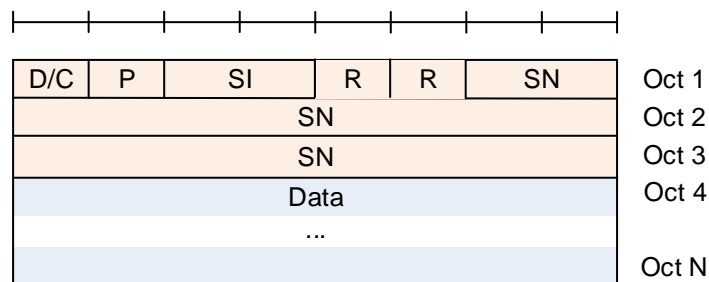 D/C P SI R R SN Oct 1
SN Oct 2
SN Oct 3
Data Oct 4
...
Oct N